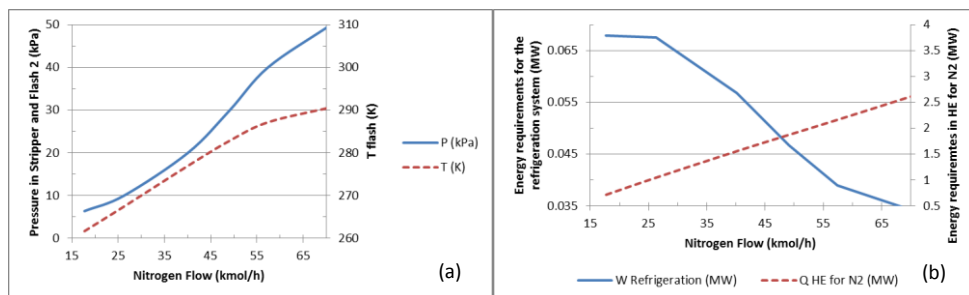 Pressure in Stripper and Flash 2 (kPa)
50
40
30
20
10
0
15
25
35
45
55
65
Nitrogen Flow (kmol/h)
310
300
290
280
270
260
T flash (K)
P (kPa)
T (K)
(a)
Energy requirements for the
refrigeration system (MW)
0.065
0.055
0.045
0.035
15
25
35
45
55
65
Nitrogen Flow (kmol/h)
4
3.5
3
2.5
2
1.5
1
0.5
Energy requiremtes in HE for N2 (MW)
W Refrigeration (MW)
Q HE for N2 (MW)
(b)